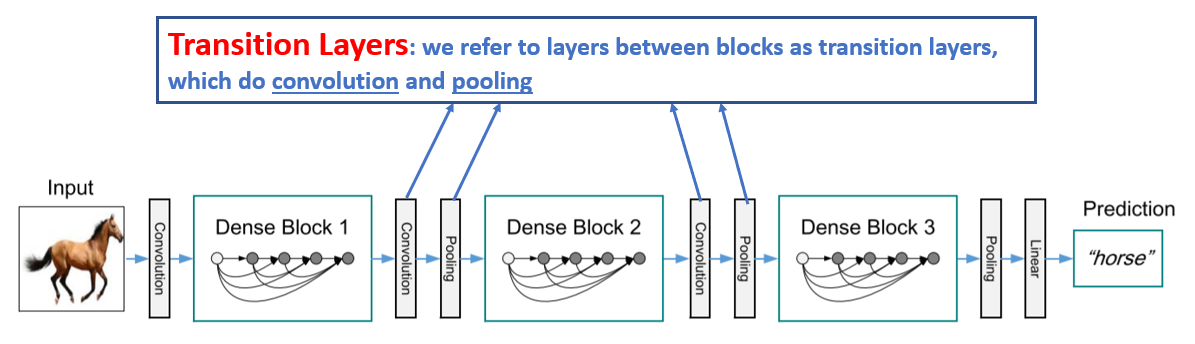 Transition Layers: we refer to layers between blocks as transition layers,
which do convolution and pooling
Input
Convolution
Dense Block 1
Convolution
Pooling
Dense Block 2
Convolution
Pooling
Dense Block 3
Pooling
Linear
Prediction
“horse”